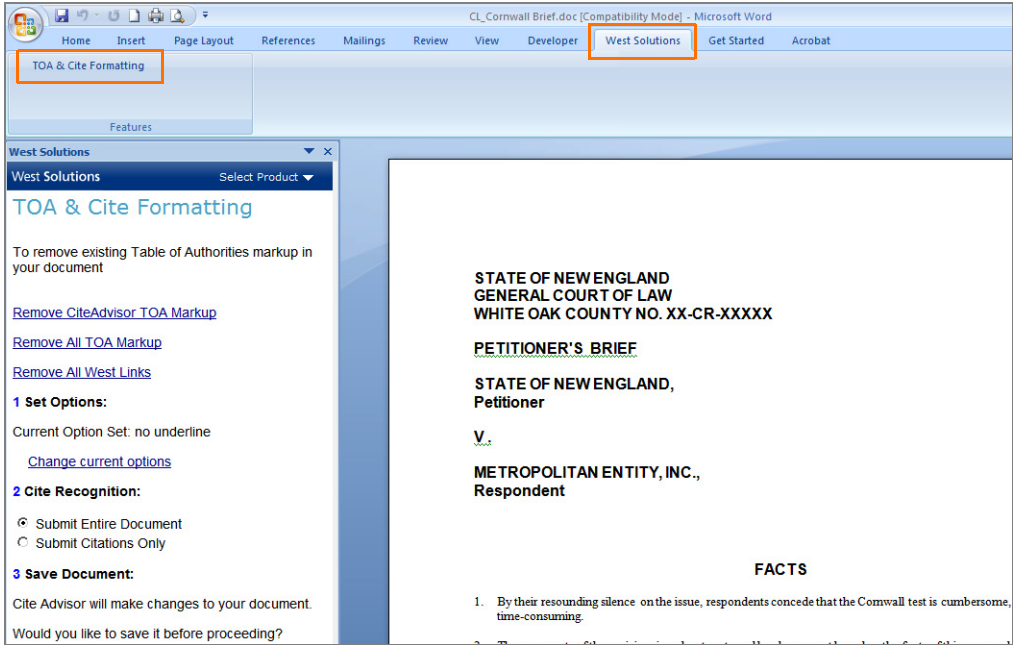 CL_Cornwall Brief.doc [Compatibility Mode] - Microsoft Word
Home Insert Page Layout References Mailings Review View Developer West Solutions Get Started Acrobat
TOA & Cite Formatting
Features
West Solutions
West Solutions Select Product
TOA & Cite Formatting
To remove existing Table of Authorities markup in
your document
Remove CiteAdvisor TOA Markup
Remove All TOA Markup
Remove All West Links
1 Set Options:
Current Option Set: no underline
Change current options
2 Cite Recognition:
Submit Entire Document
Submit Citations Only
3 Save Document:
Cite Advisor will make changes to your document.
Would you like to save it before proceeding?
STATE OF NEW ENGLAND
GENERAL COURT OF LAW
WHITE OAK COUNTY NO. XX-CR-XXXXX
PETITIONER'S BRIEF
STATE OF NEW ENGLAND,
Petitioner
V .
METROPOLITAN ENTITY, INC.,
Respondent
FACTS
1. By their resounding silence on the issue, respondents concede that the Cornwall test is cumbersome,
time-consuming.